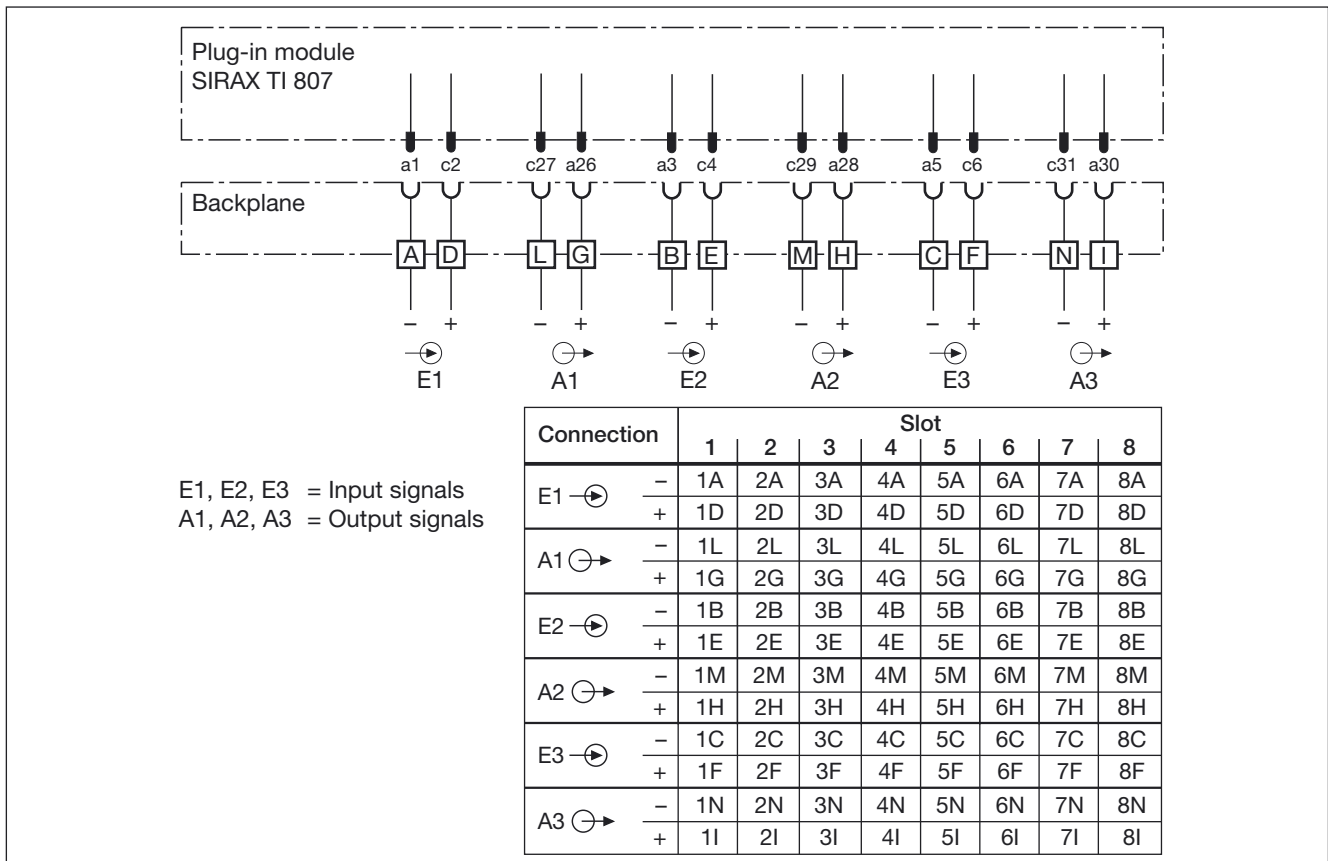 Plug-in module
SIRAX TI 807
a1 c2 c27 a26 a3 c4 c29 a28 a5 c6 c31 a30
Backplane
A D L G B E M H C F N I
– + – + – + – + – + – +
E1 A1 E2 A2 E3 A3
E1, E2, E3 = Input signals
A1, A2, A3 = Output signals
Connection Slot
1 2 3 4 5 6 7 8
E1 – 1A 2A 3A 4A 5A 6A 7A 8A
+ 1D 2D 3D 4D 5D 6D 7D 8D
A1 – 1L 2L 3L 4L 5L 6L 7L 8L
+ 1G 2G 3G 4G 5G 6G 7G 8G
E2 – 1B 2B 3B 4B 5B 6B 7B 8B
+ 1E 2E 3E 4E 5E 6E 7E 8E
A2 – 1M 2M 3M 4M 5M 6M 7M 8M
+ 1H 2H 3H 4H 5H 6H 7H 8H
E3 – 1C 2C 3C 4C 5C 6C 7C 8C
+ 1F 2F 3F 4F 5F 6F 7F 8F
A3 – 1N 2N 3N 4N 5N 6N 7N 8N
+ 1I 2I 3I 4I 5I 6I 7I 8I